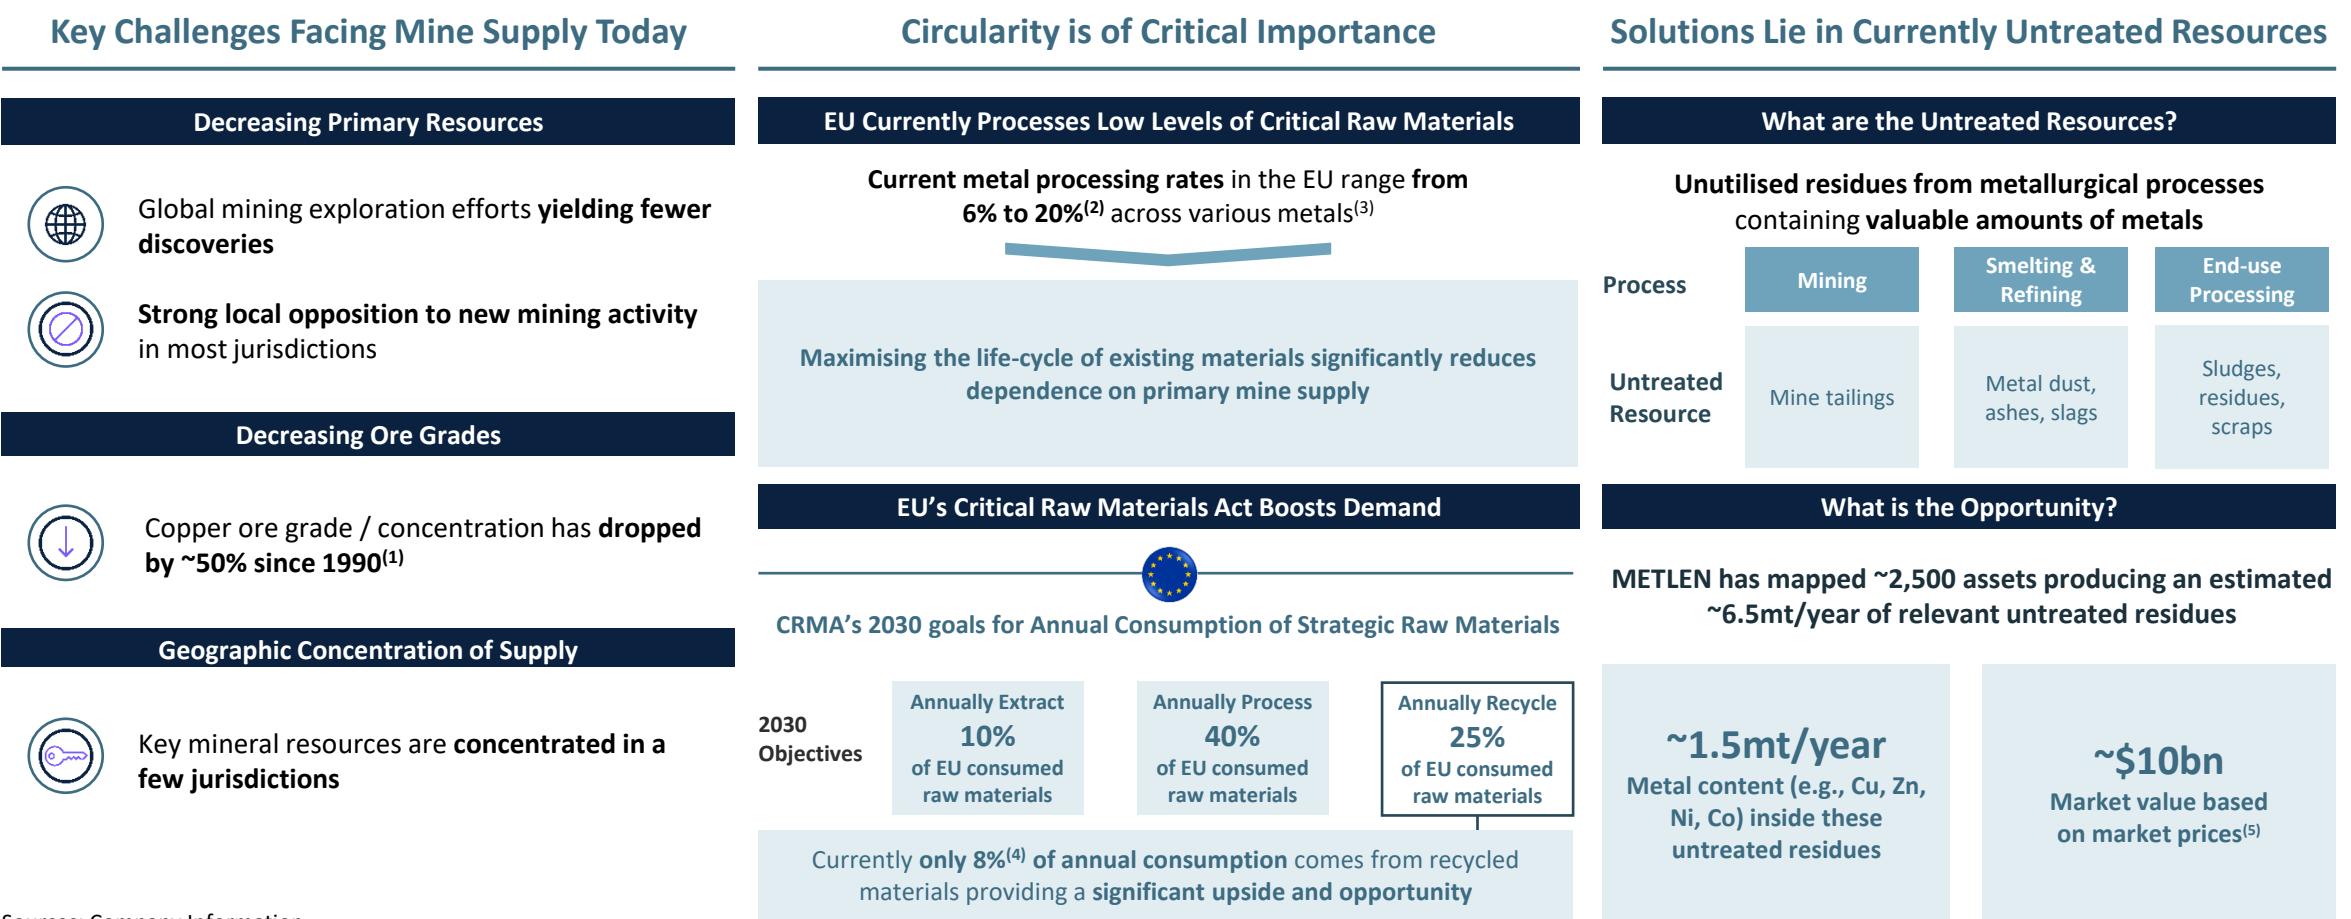 Key Challenges Facing Mine Supply Today
Decreasing Primary Resources
Global mining exploration efforts yielding fewer
discoveries
Strong local opposition to new mining activity
in most jurisdictions
Decreasing Ore Grades
Copper ore grade / concentration has dropped
by ~50% since 1990(1)
Geographic Concentration of Supply
Key mineral resources are concentrated in a
few jurisdictions
Circularity is of Critical Importance
EU Currently Processes Low Levels of Critical Raw Materials
Current metal processing rates in the EU range from
6% to 20%(2) across various metals(3)
Maximising the life-cycle of existing materials significantly reduces
dependence on primary mine supply
EU's Critical Raw Materials Act Boosts Demand
CRMA's 2030 goals for Annual Consumption of Strategic Raw Materials
2030
Objectives
Annually Extract
10%
of EU consumed
raw materials
Annually Process
40%
of EU consumed
raw materials
Annually Recycle
25%
of EU consumed
raw materials
Currently only 8%(4) of annual consumption comes from recycled
materials providing a significant upside and opportunity
Solutions Lie in Currently Untreated Resources
What are the Untreated Resources?
Unutilised residues from metallurgical processes
containing valuable amounts of metals
Process
Mining
Smelting &
Refining
End-use
Processing
Untreated
Resource
Mine tailings
Metal dust,
ashes, slags
Sludges,
residues,
scraps
What is the Opportunity?
METLEN has mapped ~2,500 assets producing an estimated
~6.5mt/year of relevant untreated residues
~1.5mt/year
Metal content (e.g., Cu, Zn,
Ni, Co) inside these
untreated residues
~$10bn
Market value based
on market prices(5)
Sources: Company Information